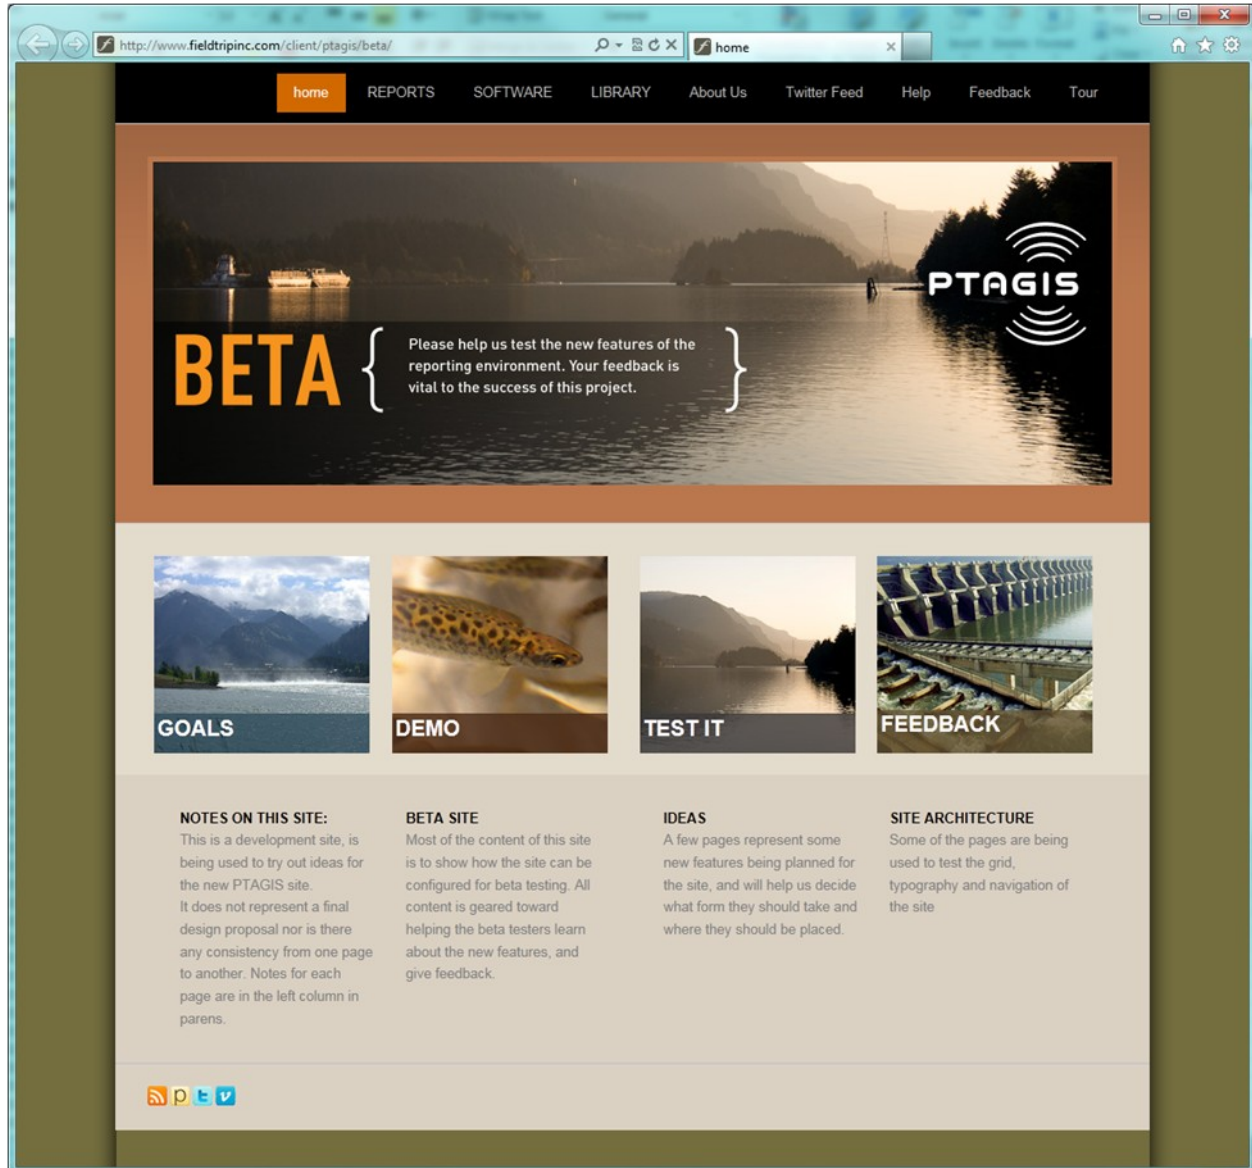 http://www.fieldtripinc.com/client/ptagis/beta/
home
home REPORTS SOFTWARE LIBRARY About Us Twitter Feed Help Feedback Tour
PTAGIS
BETA
Please help us test the new features of the
reporting environment. Your feedback is
vital to the success of this project.
GOALS
DEMO
TEST IT
FEEDBACK
NOTES ON THIS SITE:
This is a development site, is
being used to try out ideas for
the new PTAGIS site.
It does not represent a final
design proposal nor is there
any consistency from one page
to another. Notes for each
page are in the left column in
parens.
BETA SITE
Most of the content of this site
is to show how the site can be
configured for beta testing. All
content is geared toward
helping the beta testers learn
about the new features, and
give feedback.
IDEAS
A few pages represent some
new features being planned for
the site, and will help us decide
what form they should take and
where they should be placed.
SITE ARCHITECTURE
Some of the pages are being
used to test the grid,
typography and navigation of
the site